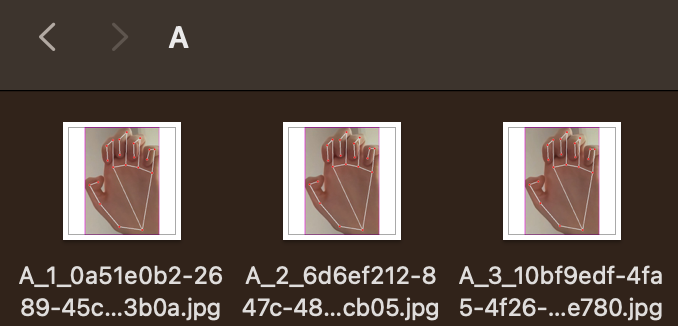 A
A_1_0a51e0b2-26
89-45c...3b0a.jpg
A_2_6d6ef212-8
47c-48...cb05.jpg
A_3_10bf9edf-4fa
5-4f26-...e780.jpg